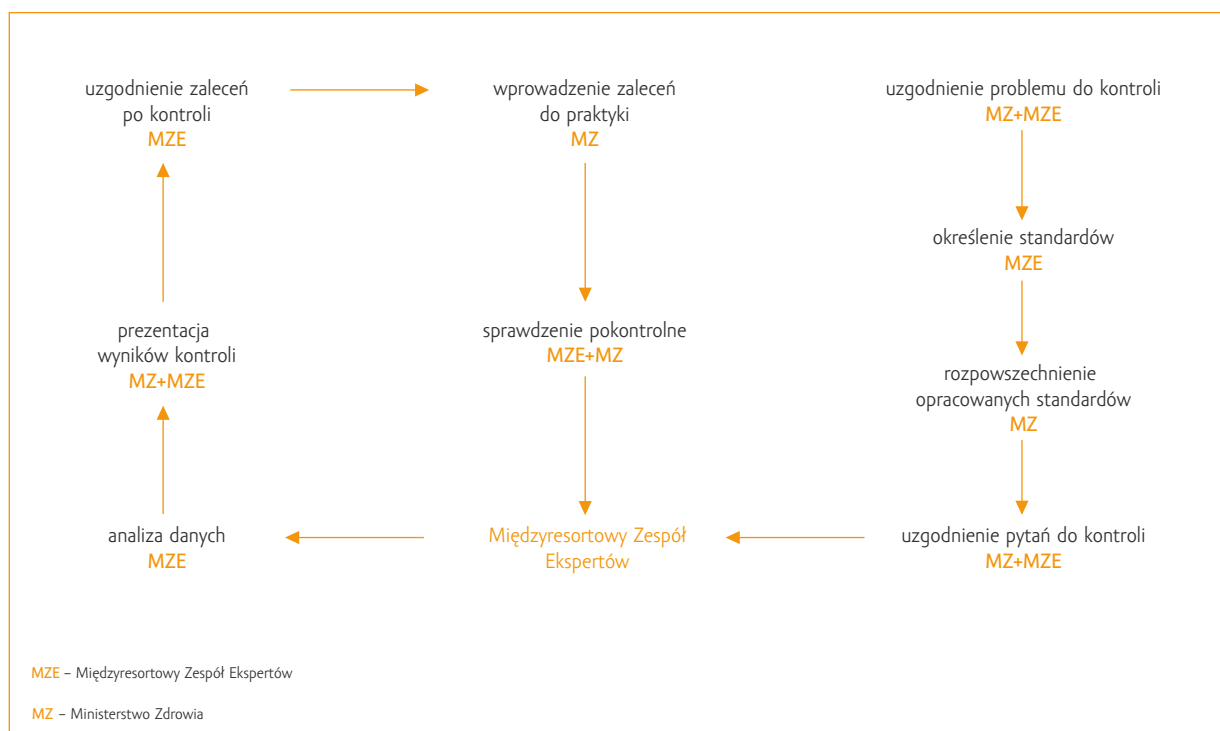 uzgodnienie zaleceń
po kontroli
MZE
wprowadzenie zaleceń
do praktyki
MZ
uzgodnienie problemu do kontroli
MZ+MZE
określenie standardów
MZE
prezentacja
wyników kontroli
MZ+MZE
sprawdzenie pokontrolne
MZE+MZ
rozpowszechnienie
opracowanych standardów
MZ
analiza danych
MZE
Międzyresortowy Zespół
Ekspertów
uzgodnienie pytań do kontroli
MZ+MZE
MZE – Międzyresortowy Zespół Ekspertów
MZ – Ministerstwo Zdrowia